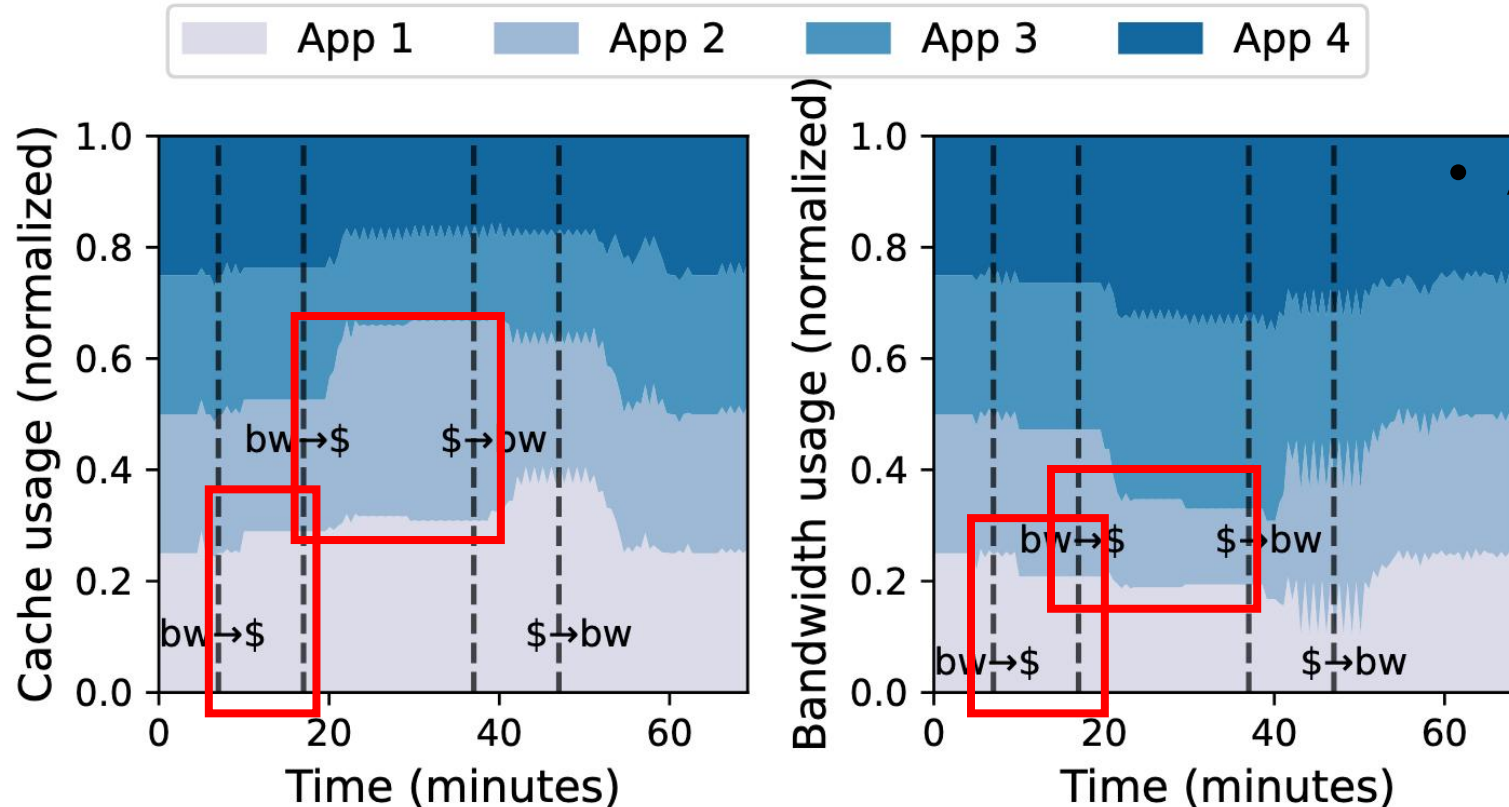 App 1 App 2 App 3 App 4
Cache usage (normalized)
1.0
0.8
0.6
0.4
0.2
0.0
bw→$
$→bw
bw→$
$→bw
0 20 40 60
Time (minutes)
Bandwidth usage (normalized)
1.0
0.8
0.6
0.4
0.2
0.0
bw→$
$→bw
bw→$
$→bw
0 20 40 60
Time (minutes)
•